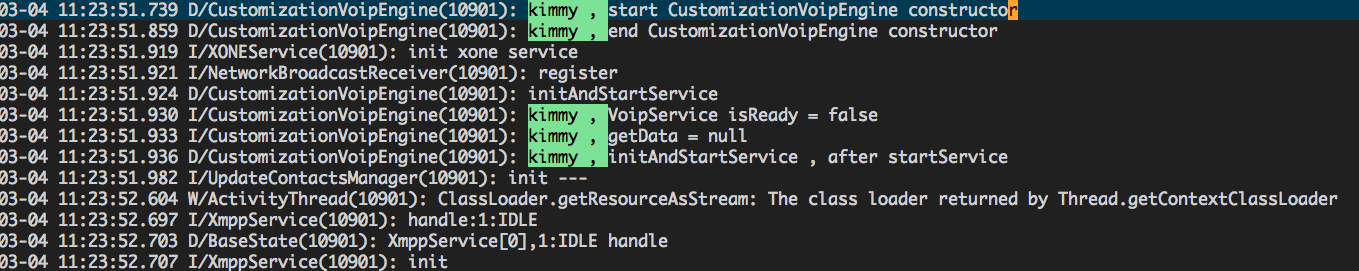 03-04 11:23:51.739 D/CustomizationVoipEngine(10901): kimmy , start CustomizationVoipEngine constructor
03-04 11:23:51.859 D/CustomizationVoipEngine(10901): kimmy , end CustomizationVoipEngine constructor
03-04 11:23:51.919 I/XONEService(10901): init xone service
03-04 11:23:51.921 I/NetworkBroadcastReceiver(10901): register
03-04 11:23:51.924 D/CustomizationVoipEngine(10901): initAndStartService
03-04 11:23:51.930 I/CustomizationVoipEngine(10901): kimmy , VoipService isReady = false
03-04 11:23:51.933 I/CustomizationVoipEngine(10901): kimmy , getData = null
03-04 11:23:51.936 D/CustomizationVoipEngine(10901): kimmy , initAndStartService , after startService
03-04 11:23:51.982 I/UpdateContactsManager(10901): init ---
03-04 11:23:52.604 W/ActivityThread(10901): ClassLoader.getResourceAsStream: The class loader returned by Thread.getContextClassLoader
03-04 11:23:52.697 I/XmppService(10901): handle:1:IDLE
03-04 11:23:52.703 D/BaseState(10901): XmppService[0],1:IDLE handle
03-04 11:23:52.707 I/XmppService(10901): init